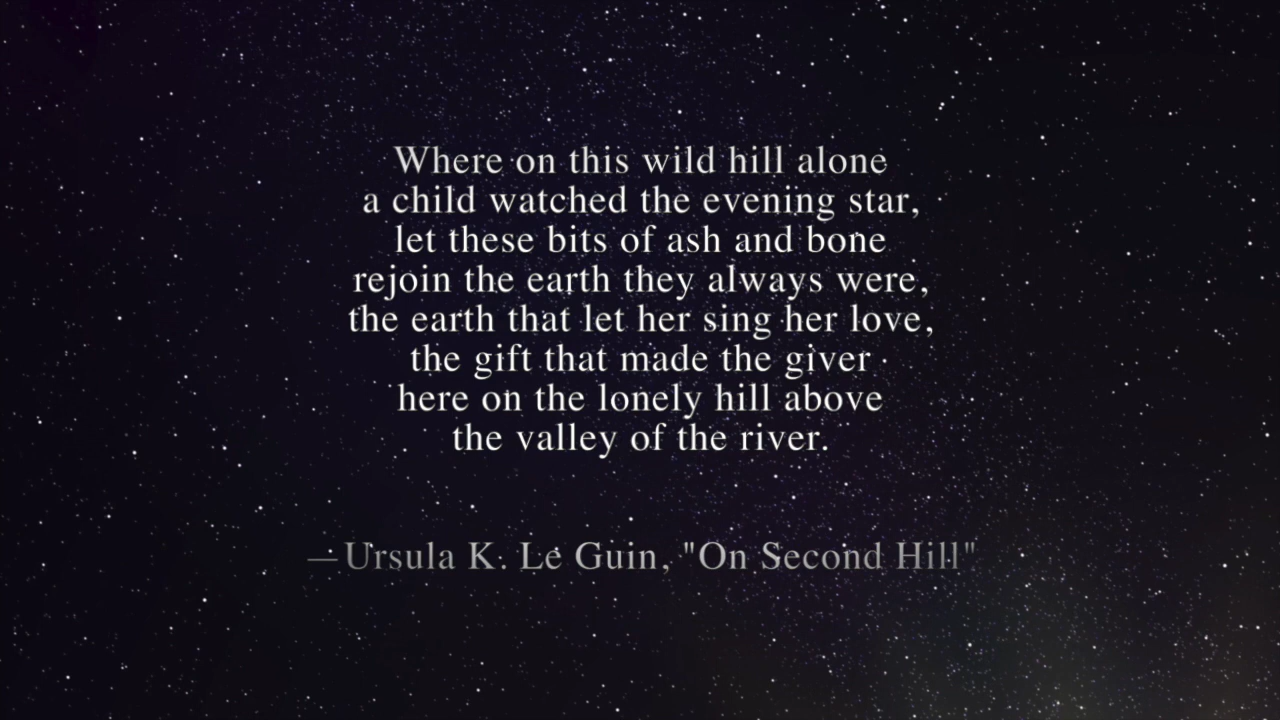 Where on this wild hill alone
a child watched the evening star,
let these bits of ash and bone
rejoin the earth they always were,
the earth that let her sing her love,
the gift that made the giver
here on the lonely hill above
the valley of the river.
—Ursula K. Le Guin, "On Second Hill"